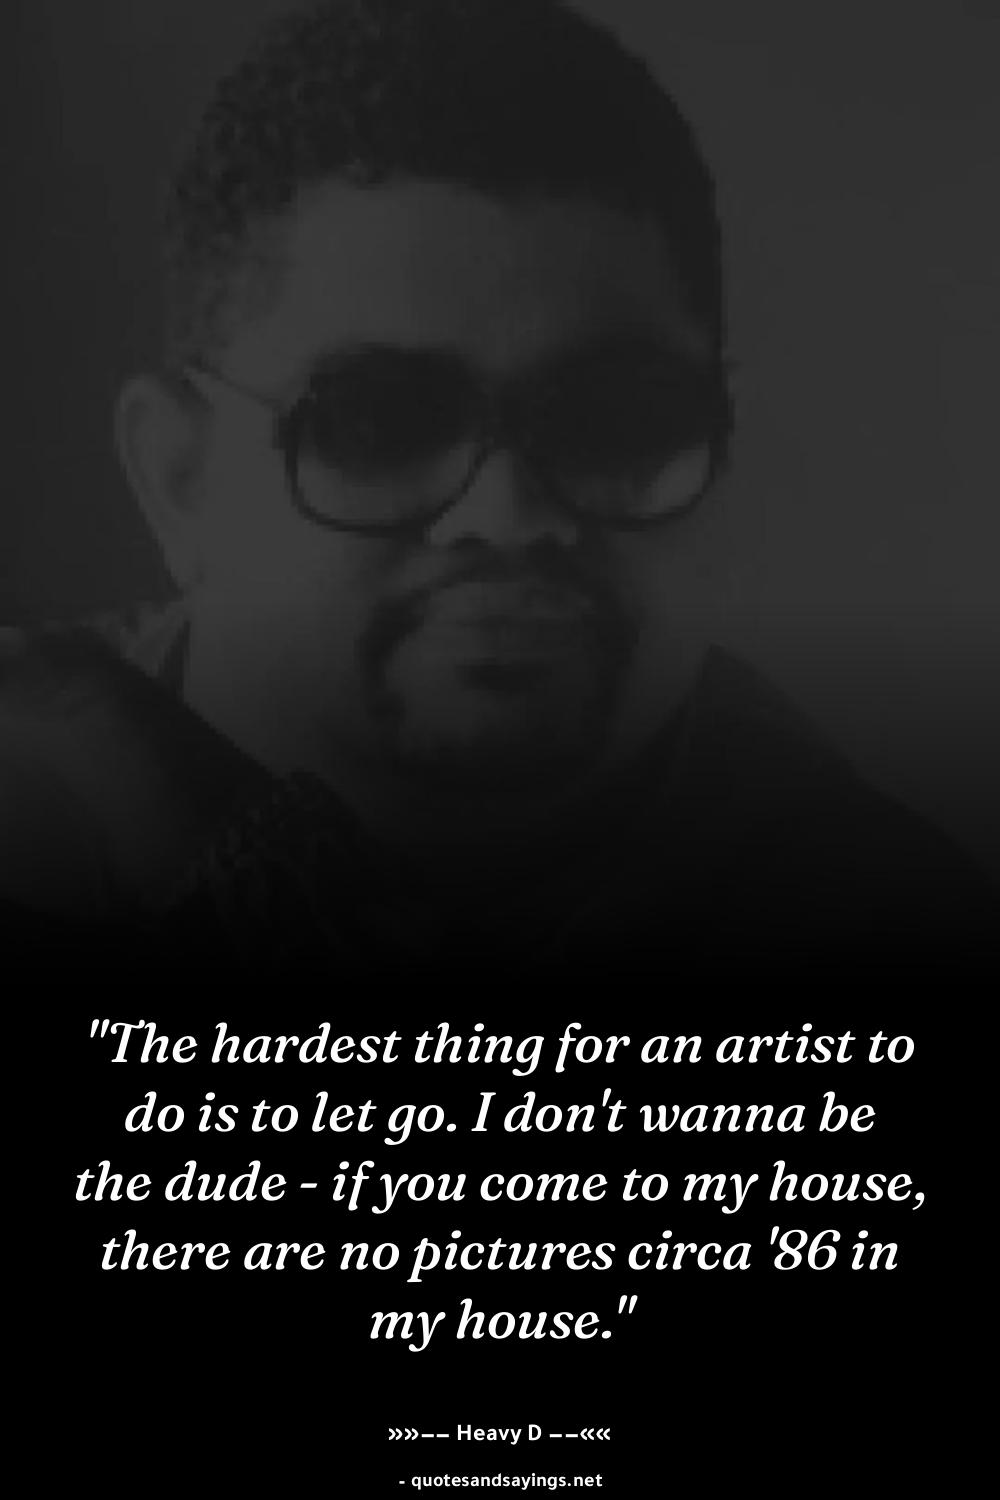 "The hardest thing for an artist to
do is to let go. I don't wanna be
the dude - if you come to my house,
there are no pictures circa '86 in
my house."
»»−− Heavy D −−««
- quotesandsayings.net